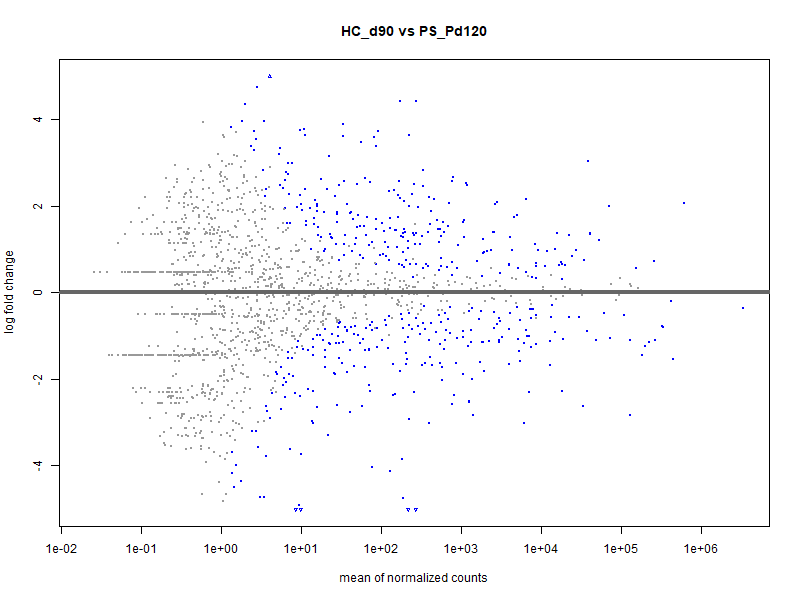 HC_d90 vs PS_Pd120
log fold change
4
2
0
-2
-4
1e-02 1e-01 1e+00 1e+01 1e+02 1e+03 1e+04 1e+05 1e+06
mean of normalized counts